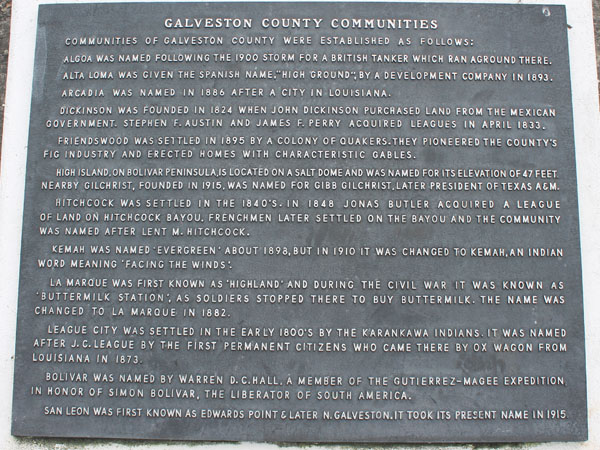 GALVESTON COUNTY COMMUNITIES
COMMUNITIES OF GALVESTON COUNTY WERE ESTABLISHED AS FOLLOWS:
ALGOA WAS NAMED FOLLOWING THE 1900 STORM FOR A BRITISH TANKER WHICH RAN AGROUND THERE.
ALTA LOMA WAS GIVEN THE SPANISH NAME, "HIGH GROUND", BY A DEVELOPMENT COMPANY IN 1893.
ARCADIA WAS NAMED IN 1886 AFTER A CITY IN LOUISIANA.
DICKINSON WAS FOUNDED IN 1824 WHEN JOHN DICKINSON PURCHASED LAND FROM THE MEXICAN
GOVERNMENT. STEPHEN F. AUSTIN AND JAMES F. PERRY ACQUIRED LEAGUES IN APRIL 1833.
FRIENDSWOOD WAS SETTLED IN 1895 BY A COLONY OF QUAKERS. THEY PIONEERED THE COUNTY'S
FIG INDUSTRY AND ERECTED HOMES WITH CHARACTERISTIC GABLES.
HIGH ISLAND, ON BOLIVAR PENINSULA, IS LOCATED ON A SALT DOME AND WAS NAMED FOR ITS ELEVATION OF 47 FEET.
NEARBY GILCHRIST, FOUNDED IN 1915, WAS NAMED FOR GIBB GILCHRIST, LATER PRESIDENT OF TEXAS A&M.
HITCHCOCK WAS SETTLED IN THE 1840'S. IN 1848 JONAS BUTLER ACQUIRED A LEAGUE
OF LAND ON HITCHCOCK BAYOU. FRENCHMEN LATER SETTLED ON THE BAYOU AND THE COMMUNITY
WAS NAMED AFTER LENT M. HITCHCOCK.
KEMAH WAS NAMED 'EVERGREEN' ABOUT 1898, BUT IN 1910 IT WAS CHANGED TO KEMAH, AN INDIAN
WORD MEANING 'FACING THE WINDS'.
LA MARQUE WAS FIRST KNOWN AS 'HIGHLAND' AND DURING THE CIVIL WAR IT WAS KNOWN AS
'BUTTERMILK STATION', AS SOLDIERS STOPPED THERE TO BUY BUTTERMILK. THE NAME WAS
CHANGED TO LA MARQUE IN 1882.
LEAGUE CITY WAS SETTLED IN THE EARLY 1800'S BY THE KARANKAWA INDIANS. IT WAS NAMED
AFTER J.C. LEAGUE BY THE FIRST PERMANENT CITIZENS WHO CAME THERE BY OX WAGON FROM
LOUISIANA IN 1873.
BOLIVAR WAS NAMED BY WARREN D.C. HALL, A MEMBER OF THE GUTIERREZ-MAGEE EXPEDITION,
IN HONOR OF SIMON BOLIVAR, THE LIBERATOR OF SOUTH AMERICA.
SAN LEON WAS FIRST KNOWN AS EDWARDS POINT & LATER N. GALVESTON. IT TOOK ITS PRESENT NAME IN 1915.